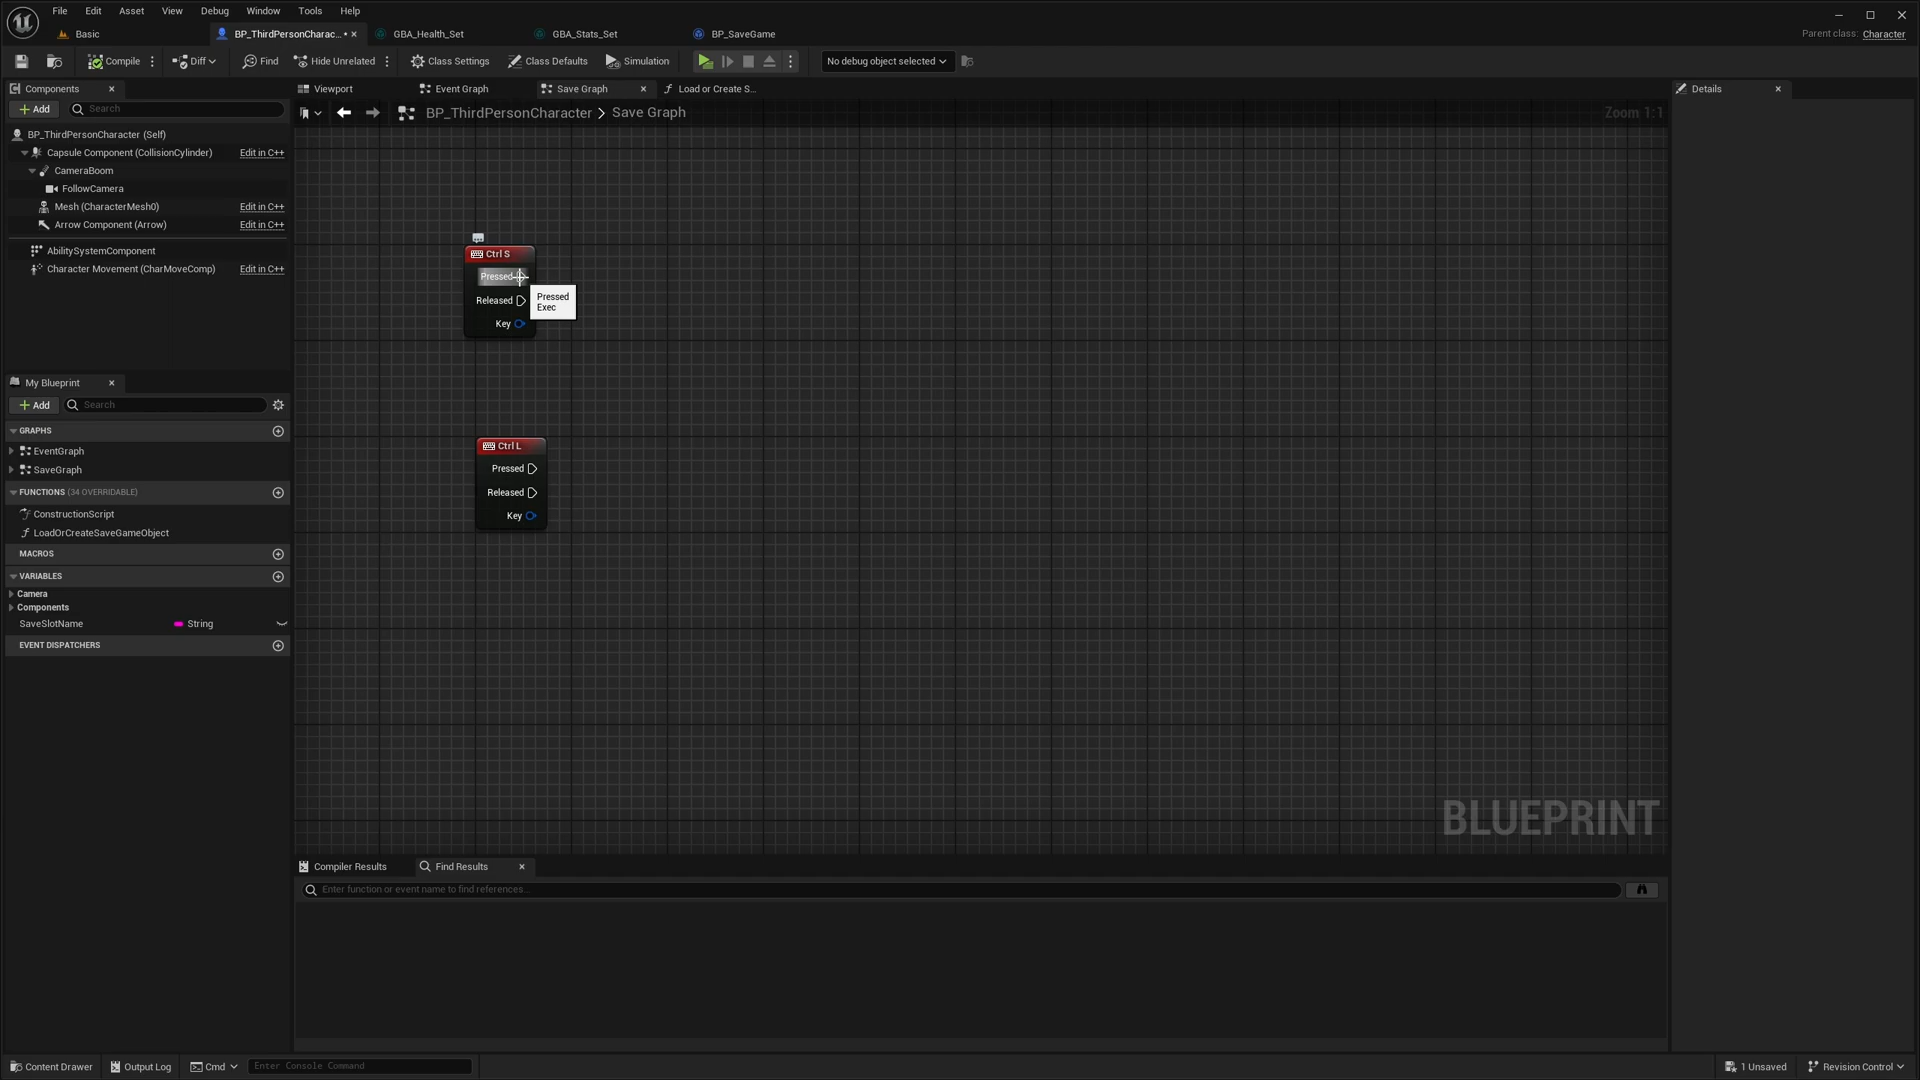 File Edit Asset View Debug Window Tools Help
Basic
BP_ThirdPersonCharac...
GBA_Health_Set
GBA_Stats_Set
BP_SaveGame
Parent class: Character
Compile
Diff
Find
Hide Unrelated
Class Settings
Class Defaults
Simulation
No debug object selected
Components
Add
Search
BP_ThirdPersonCharacter (Self)
Capsule Component (CollisionCylinder) Edit in C++
CameraBoom
FollowCamera
Mesh (CharacterMesh0) Edit in C++
Arrow Component (Arrow) Edit in C++
AbilitySystemComponent
Character Movement (CharMoveComp) Edit in C++
My Blueprint
Add
Search
GRAPHS
EventGraph
SaveGraph
FUNCTIONS (34 OVERRIDABLE)
ConstructionScript
LoadOrCreateSaveGameObject
MACROS
VARIABLES
Camera
Components
SaveSlotName String
EVENT DISPATCHERS
Viewport
Event Graph
Save Graph
Load or Create S...
BP_ThirdPersonCharacter > Save Graph
Zoom 1:1
Ctrl S
Pressed
Released
Key
Pressed
Exec
Ctrl L
Pressed
Released
Key
BLUEPRINT
Compiler Results
Find Results
Enter function or event name to find references...
Details
Content Drawer
Output Log
Cmd
Enter Console Command
1 Unsaved
Revision Control